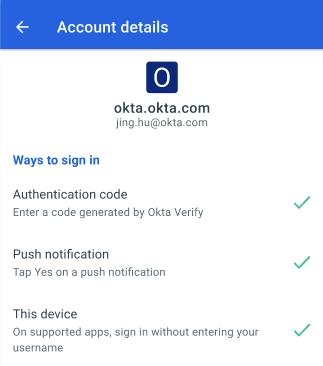 Account details
O
okta.okta.com
jing.hu@okta.com
Ways to sign in
Authentication code
Enter a code generated by Okta Verify
Push notification
Tap Yes on a push notification
This device
On supported apps, sign in without entering your
username